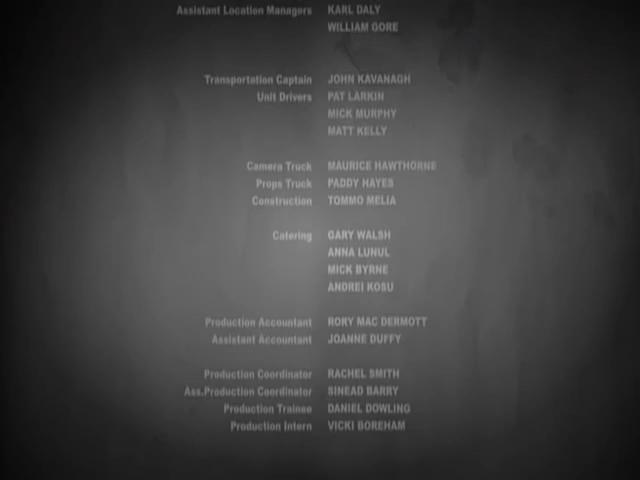 Assistant Location Managers KARL DALY
WILLIAM GORE
Transportation Captain JOHN KAVANAGH
Unit Drivers PAT LARKIN
MICK MURPHY
MATT KELLY
Camera Truck MAURICE HAWTHORNE
Props Truck PADDY HAYES
Construction TOMMO MELIA
Catering GARY WALSH
ANNA LUNUL
MICK BYRNE
ANDREI KOSU
Production Accountant RORY MAC DERMOTT
Assistant Accountant JOANNE DUFFY
Production Coordinator RACHEL SMITH
Ass.Production Coordinator SINEAD BARRY
Production Trainee DANIEL DOWLING
Production Intern VICKI BOREHAM